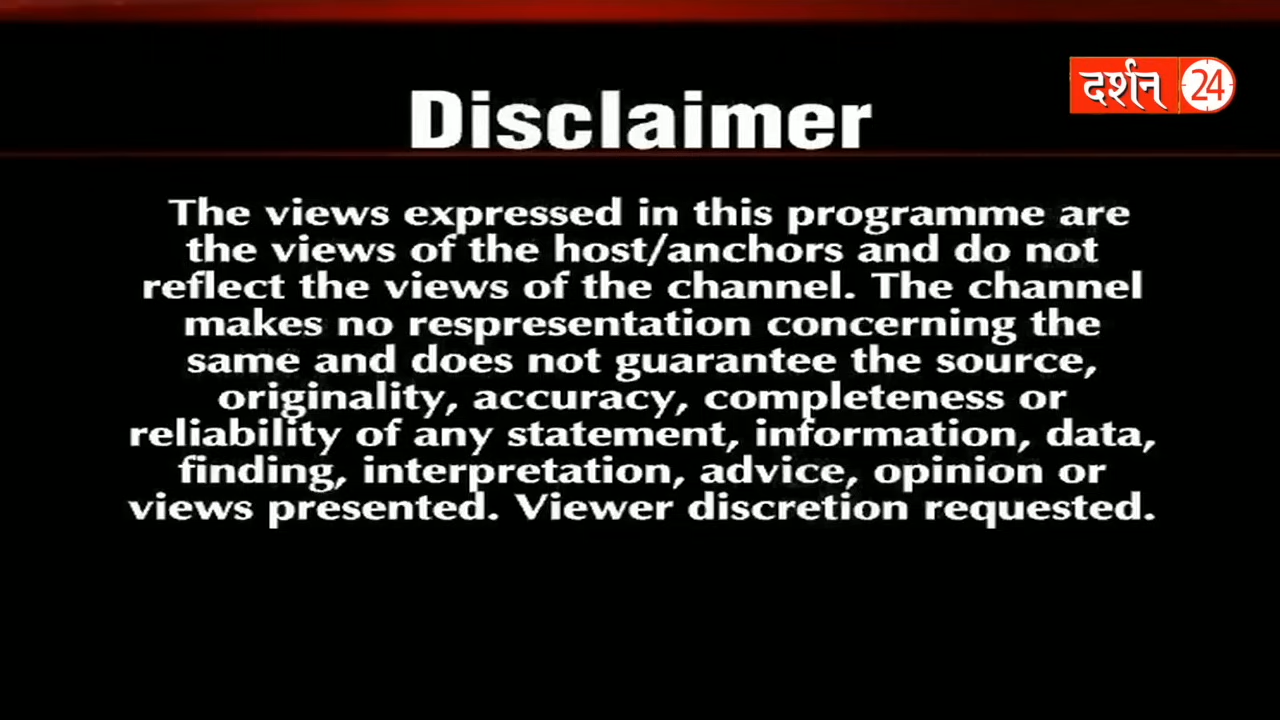 दर्शन 24
Disclaimer
The views expressed in this programme are
the views of the host/anchors and do not
reflect the views of the channel. The channel
makes no respresentation concerning the
same and does not guarantee the source,
originality, accuracy, completeness or
reliability of any statement, information, data,
finding, interpretation, advice, opinion or
views presented. Viewer discretion requested.